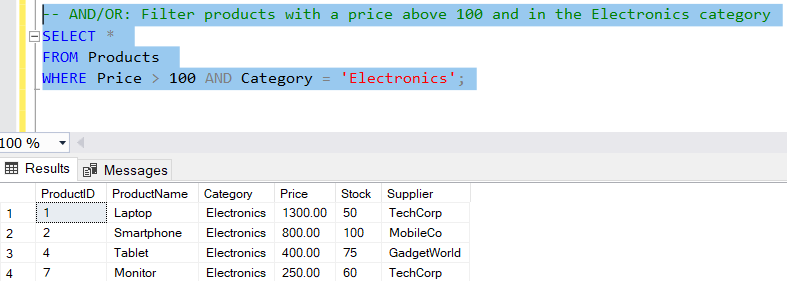 -- AND/OR: Filter products with a price above 100 and in the Electronics category
SELECT *
FROM Products
WHERE Price > 100 AND Category = 'Electronics';
100 %
Results Messages
ProductID ProductName Category Price Stock Supplier
1 1 Laptop Electronics 1300.00 50 TechCorp
2 2 Smartphone Electronics 800.00 100 MobileCo
3 4 Tablet Electronics 400.00 75 GadgetWorld
4 7 Monitor Electronics 250.00 60 TechCorp